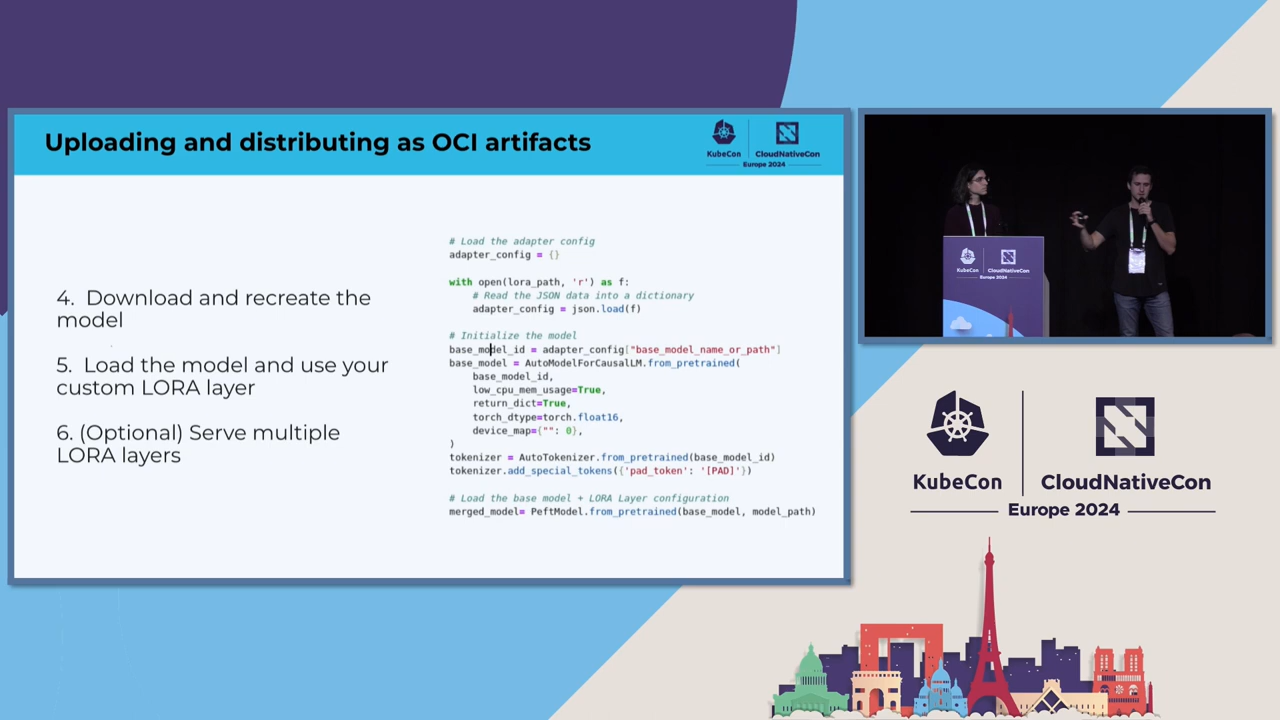 Uploading and distributing as OCI artifacts
KubeCon
CloudNativeCon
Europe 2024
4. Download and recreate the
model
5. Load the model and use your
custom LORA layer
6. (Optional) Serve multiple
LORA layers
# Load the adapter config
adapter_config = {}
with open(lora_path, 'r') as f:
# Read the JSON data into a dictionary
adapter_config = json.load(f)
# Initialize the model
base_model_id = adapter_config["base_model_name_or_path"]
base_model = AutoModelForCausalLM.from_pretrained(
base_model_id,
low_cpu_mem_usage=True,
return_dict=True,
torch_dtype=torch.float16,
device_map={"": 0},
)
tokenizer = AutoTokenizer.from_pretrained(base_model_id)
tokenizer.add_special_tokens({'pad_token': '[PAD]'})
# Load the base model + LORA Layer configuration
merged_model= PeftModel.from_pretrained(base_model, model_path)
KubeCon
CloudNativeCon
Europe 2024
KubeCon
CloudNativeCon
Europe 2024